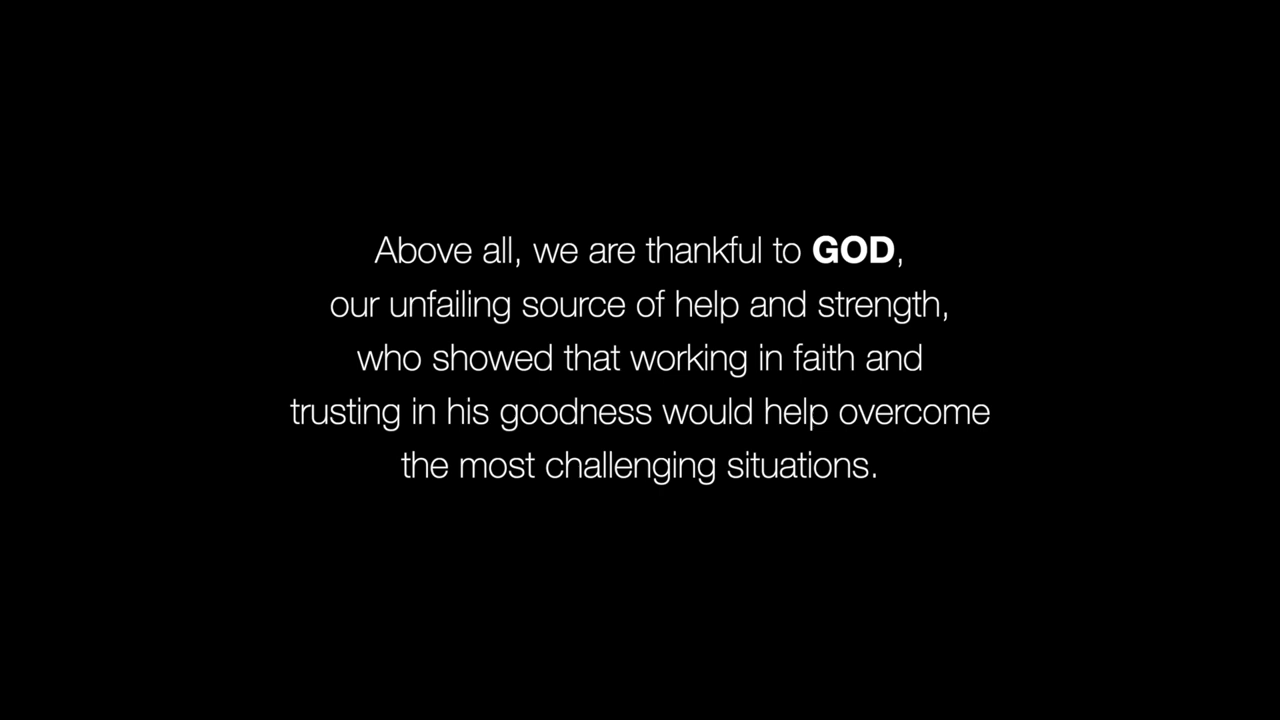 Above all, we are thankful to GOD,
our unfailing source of help and strength,
who showed that working in faith and
trusting in his goodness would help overcome
the most challenging situations.